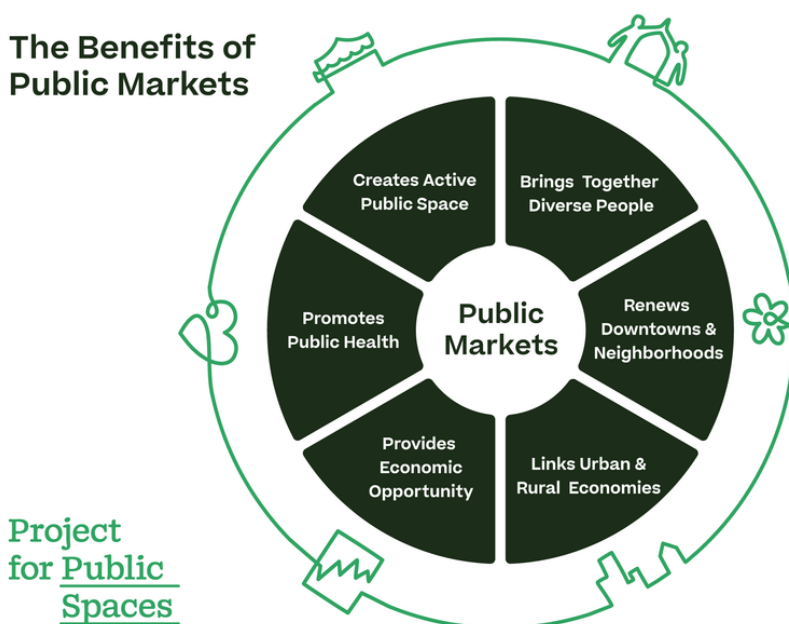 The Benefits of
Public Markets
Creates Active
Public Space
Brings Together
Diverse People
Promotes
Public Health
Public
Markets
Renews
Downtowns &
Neighborhoods
Provides
Economic
Opportunity
Links Urban &
Rural Economies
Project
for Public
Spaces